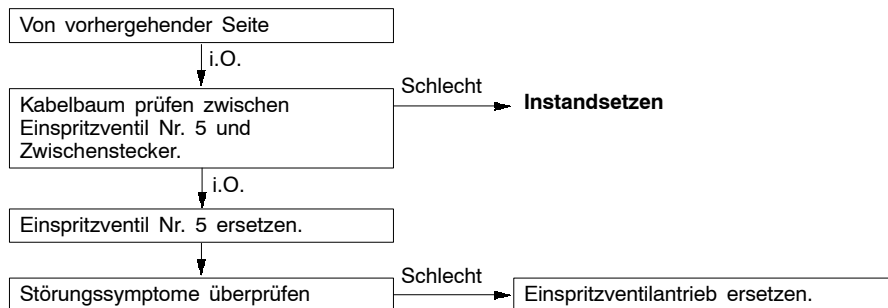 Von vorhergehender Seite
i.O.
Kabelbaum prüfen zwischen
Einspritzventil Nr. 5 und
Zwischenstecker.
Schlecht
Instandsetzen
i.O.
Einspritzventil Nr. 5 ersetzen.
Störungssymptome überprüfen
Schlecht
Einspritzventilantrieb ersetzen.